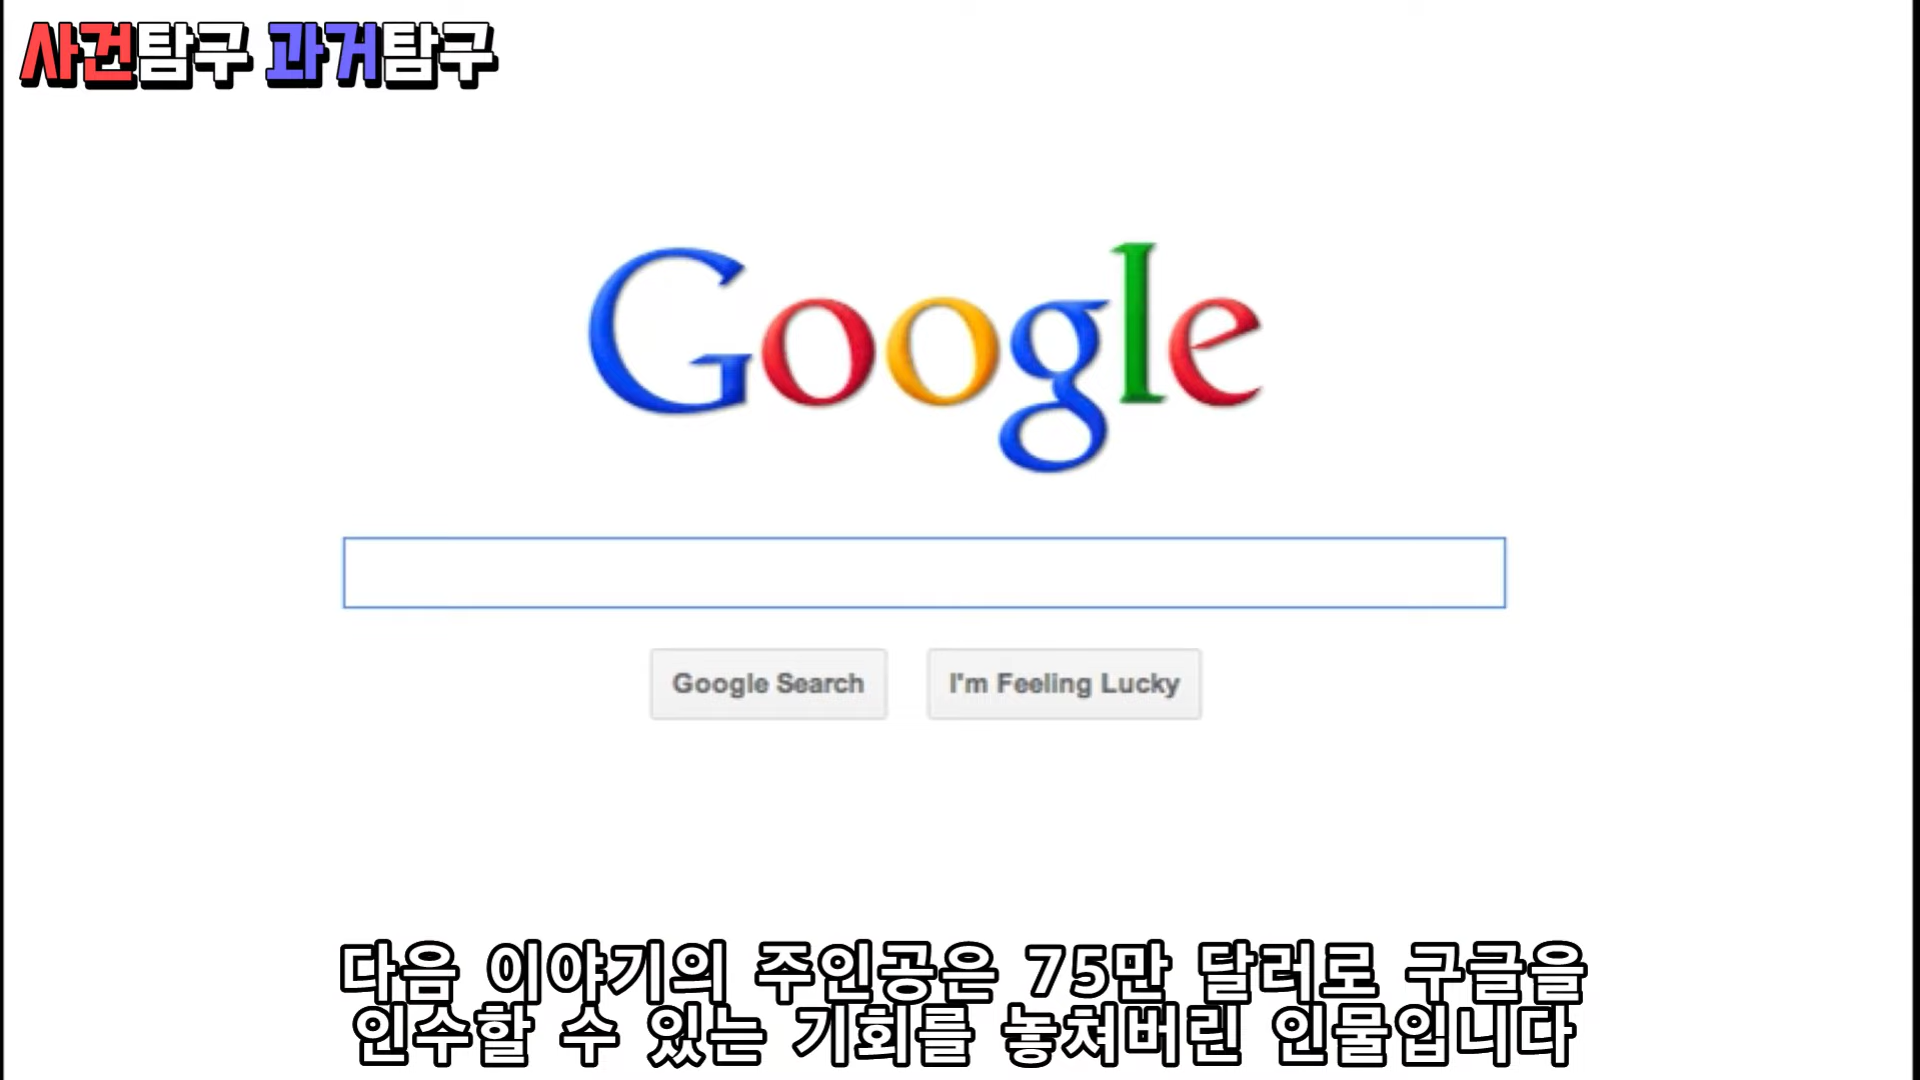 사건탐구 과거탐구
Google
Google Search
I'm Feeling Lucky
다음 이야기의 주인공은 75만 달러로 구글을
인수할 수 있는 기회를 놓쳐버린 인물입니다